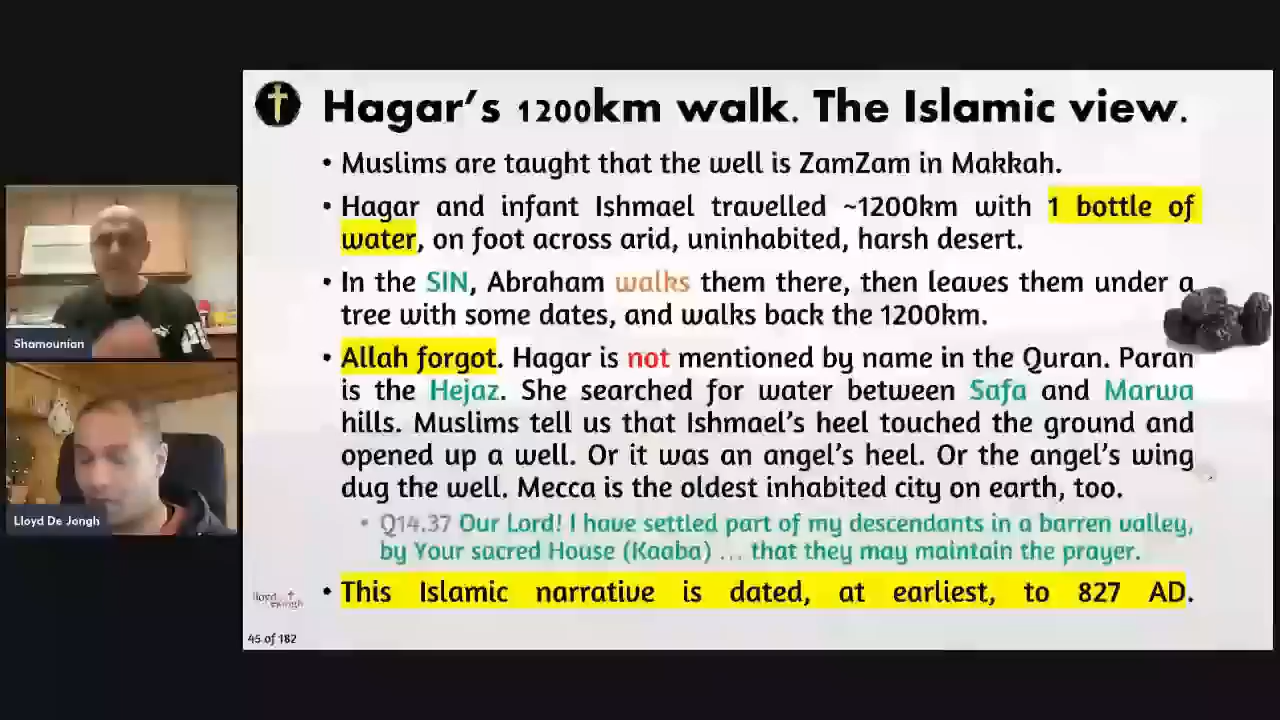 Hagar's 1200km walk. The Islamic view.
• Muslims are taught that the well is ZamZam in Makkah.
• Hagar and infant Ishmael travelled ~1200km with 1 bottle of
water, on foot across arid, uninhabited, harsh desert.
• In the SIN, Abraham walks them there, then leaves them under a
tree with some dates, and walks back the 1200km.
• Allah forgot. Hagar is not mentioned by name in the Quran. Paran
is the Hejaz. She searched for water between Safa and Marwa
hills. Muslims tell us that Ishmael's heel touched the ground and
opened up a well. Or it was an angel's heel. Or the angel's wing
dug the well. Mecca is the oldest inhabited city on earth, too.
• Q14.37 Our Lord! I have settled part of my descendants in a barren valley,
by Your sacred House (Kaaba) ... that they may maintain the prayer.
• This Islamic narrative is dated, at earliest, to 827 AD.
45 of 182
Shamounian
Lloyd De Jongh